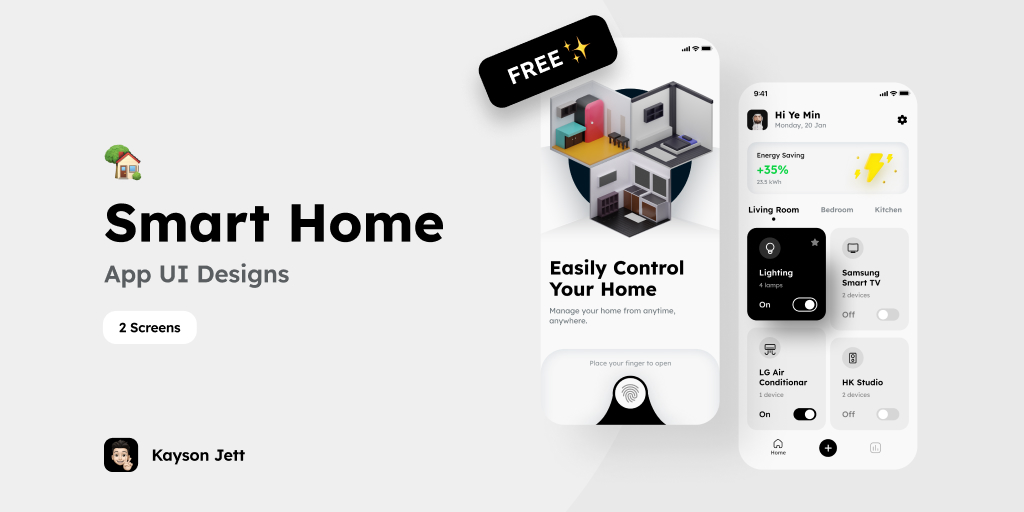 Smart Home
App UI Designs
2 Screens
Kayson Jett
FREE
Easily Control
Your Home
Manage your home from anytime,
anywhere.
Place your finger to open
9:41
Hi Ye Min
Monday, 20 Jan
Energy Saving
+35%
23.5 kWh
Living Room
Bedroom
Kitchen
Lighting
4 lamps
On
Samsung
Smart TV
2 devices
Off
LG Air
Conditionar
1 device
On
HK Studio
2 devices
Off
Home